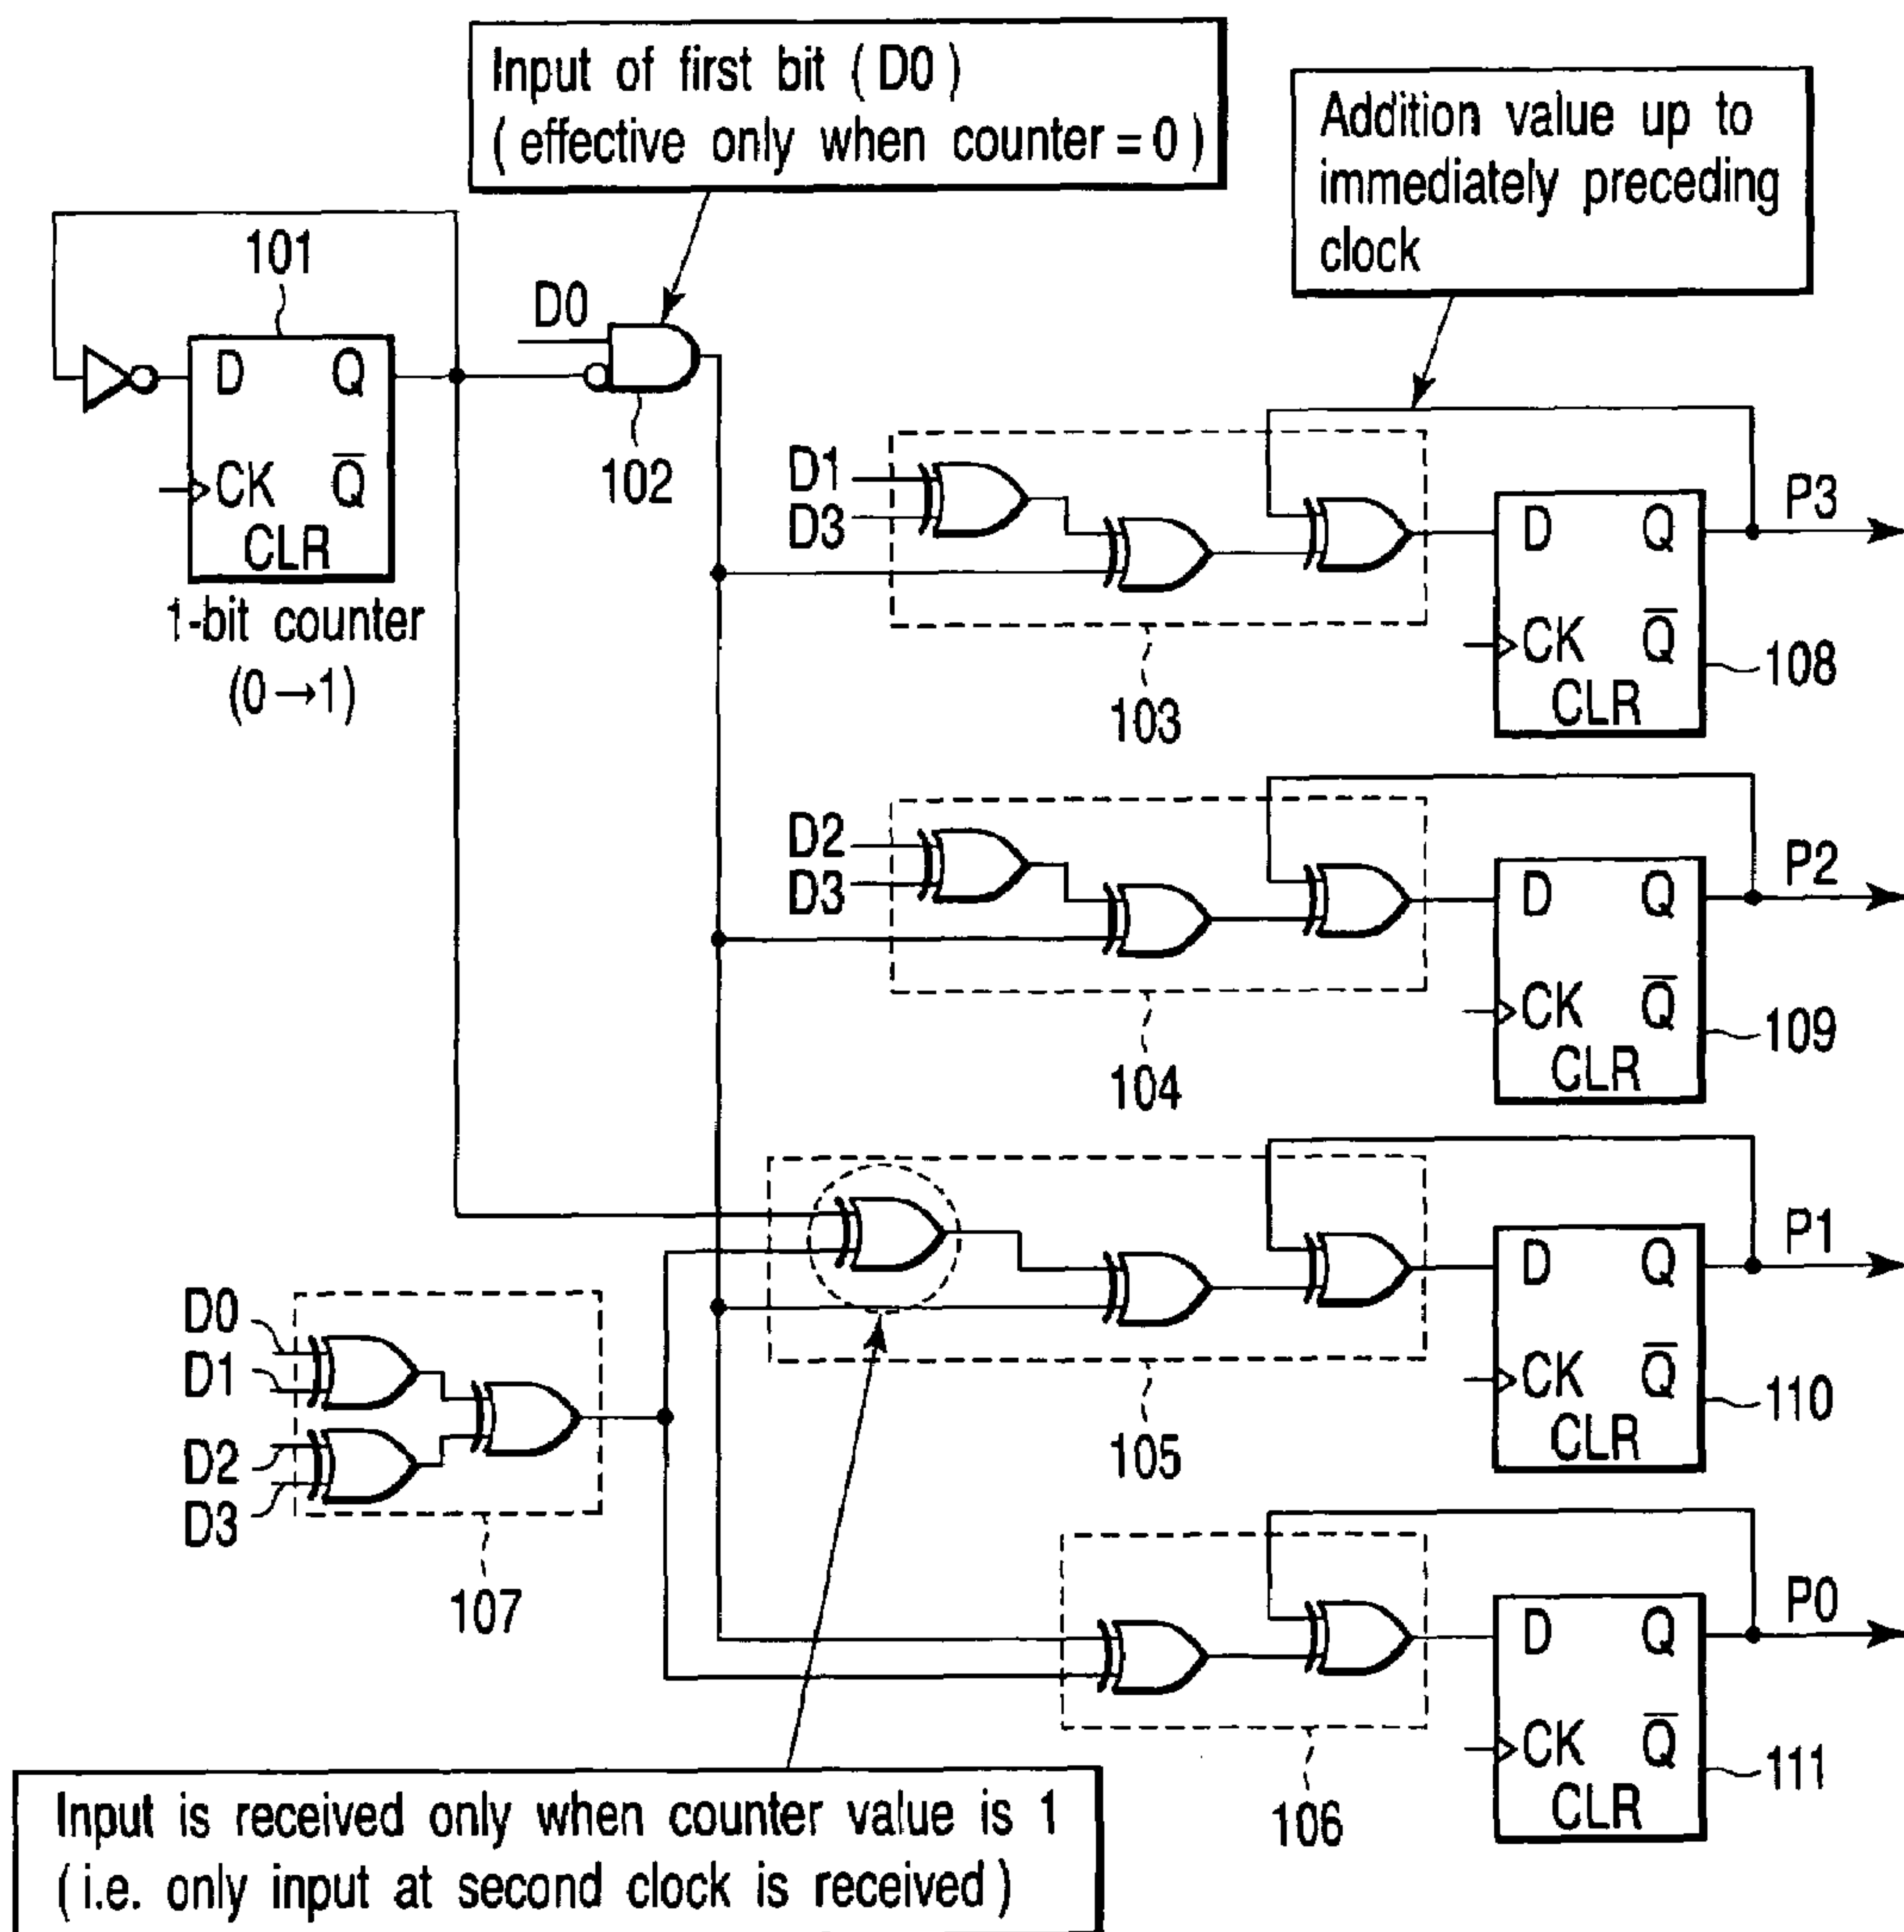 Input of first bit ( D0 )
( effective only when counter = 0 )
Addition value up to
immediately preceding
clock
101
D Q
CK Q̅
CLR
1-bit counter
(0→1)
D0
102
D1
D3
103
D Q
CK Q̅
CLR
P3
108
D2
D3
104
D Q
CK Q̅
CLR
P2
109
105
D Q
CK Q̅
CLR
P1
110
D0
D1
D2
D3
107
106
D Q
CK Q̅
CLR
P0
111
Input is received only when counter value is 1
( i.e. only input at second clock is received )